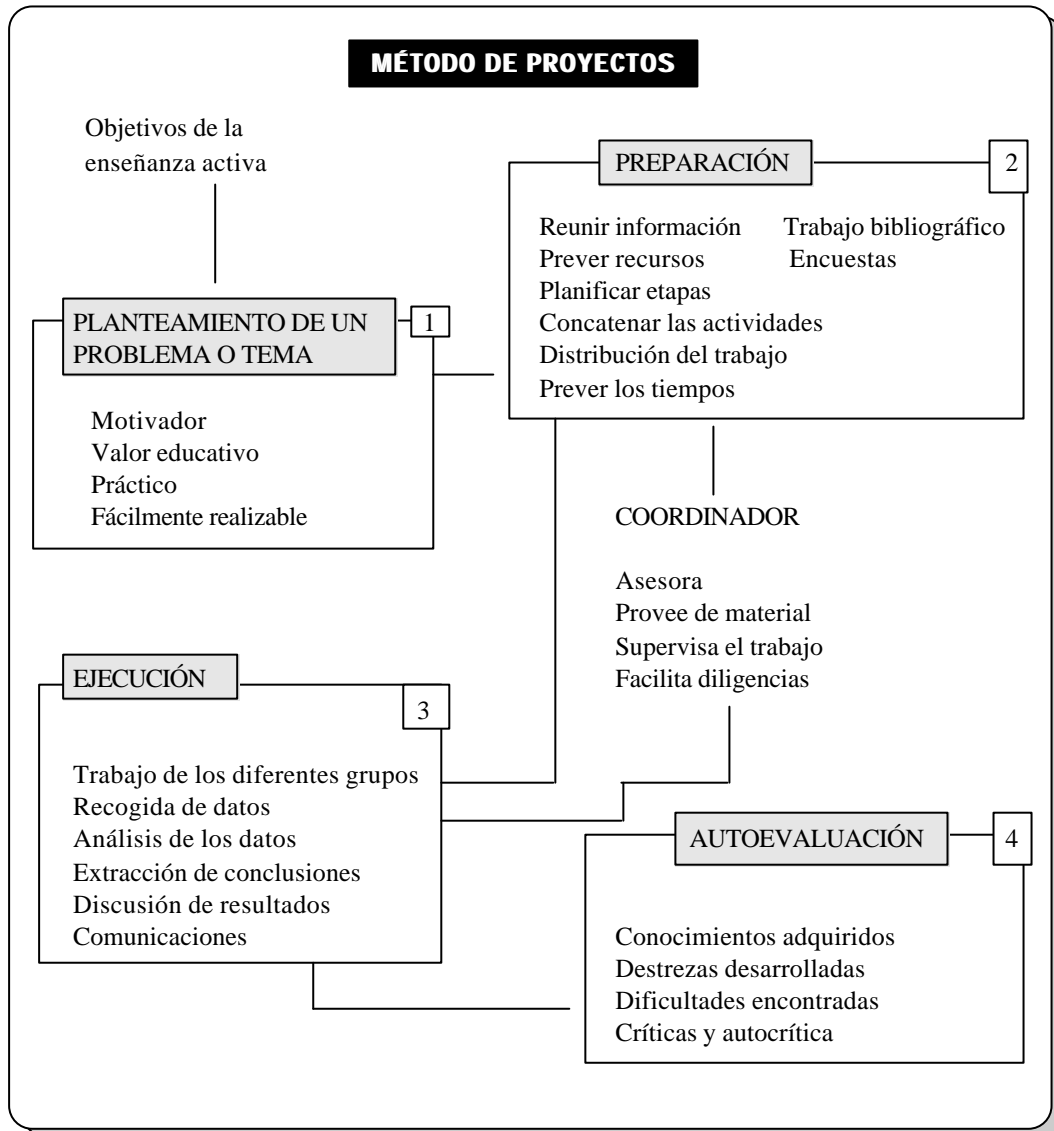 MÉTODO DE PROYECTOS
Objetivos de la
enseñanza activa
PLANTEAMIENTO DE UN
PROBLEMA O TEMA
1
Motivador
Valor educativo
Práctico
Fácilmente realizable
PREPARACIÓN
2
Reunir información Trabajo bibliográfico
Prever recursos Encuestas
Planificar etapas
Concatenar las actividades
Distribución del trabajo
Prever los tiempos
COORDINADOR
Asesora
Provee de material
Supervisa el trabajo
Facilita diligencias
EJECUCIÓN
3
Trabajo de los diferentes grupos
Recogida de datos
Análisis de los datos
Extracción de conclusiones
Discusión de resultados
Comunicaciones
AUTOEVALUACIÓN
4
Conocimientos adquiridos
Destrezas desarrolladas
Dificultades encontradas
Críticas y autocrítica